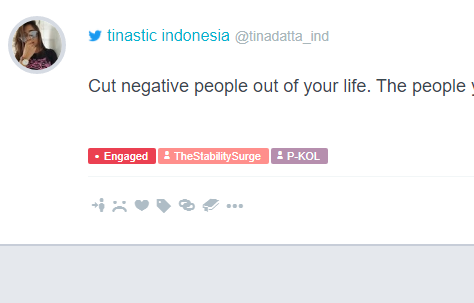 tinastic indonesia @tinadatta_ind
Cut negative people out of your life. The people
• Engaged TheStabilitySurge P-KOL